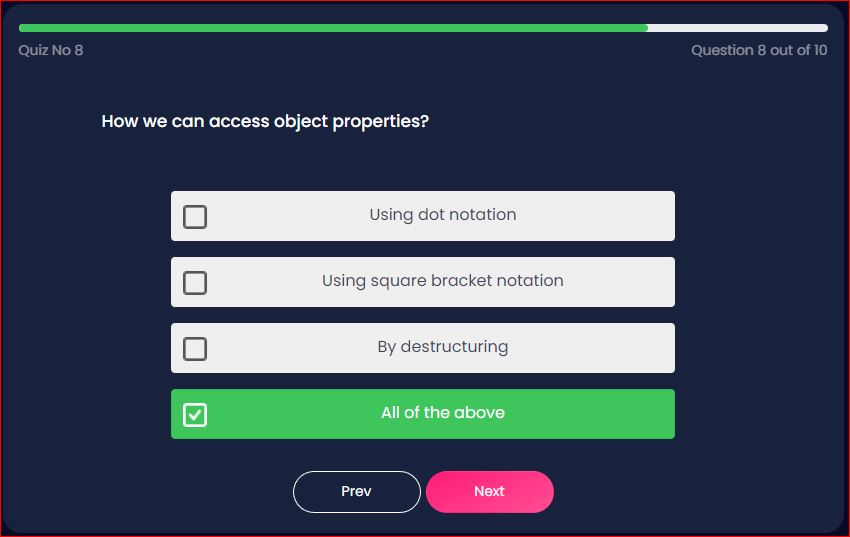 Quiz No 8
Question 8 out of 10
How we can access object properties?
Using dot notation
Using square bracket notation
By destructuring
All of the above
Prev
Next